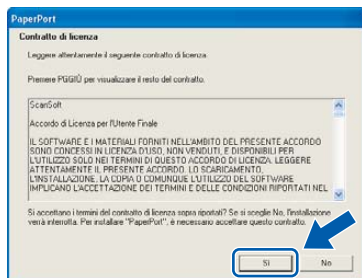 PaperPort
Contratto di licenza
Leggere attentamente il seguente contratto di licenza.
Premere PGGIÙ per visualizzare il resto del contratto.
ScanSoft
Accordo di Licenza per l'Utente Finale
IL SOFTWARE E I MATERIALI FORNITI NELL'AMBITO DEL PRESENTE ACCORDO
SONO CONCESSI IN LICENZA D'USO, NON VENDUTI, E DISPONIBILI PER
L'UTILIZZO SOLO NEI TERMINI DI QUESTO ACCORDO DI LICENZA. LEGGERE
ATTENTAMENTE IL PRESENTE ACCORDO. LO SCARICAMENTO,
L'INSTALLAZIONE, LA COPIA O COMUNQUE L'UTILIZZO DEL SOFTWARE
IMPLICANO L'ACCETTAZIONE DEI TERMINI E DELLE CONDIZIONI RIPORTATI NEL
Si accettano i termini del contratto di licenza sopra riportati? Se si sceglie No, l'installazione
verrà interrotta. Per installare "PaperPort", è necessario accettare questo contratto.
Sì
No